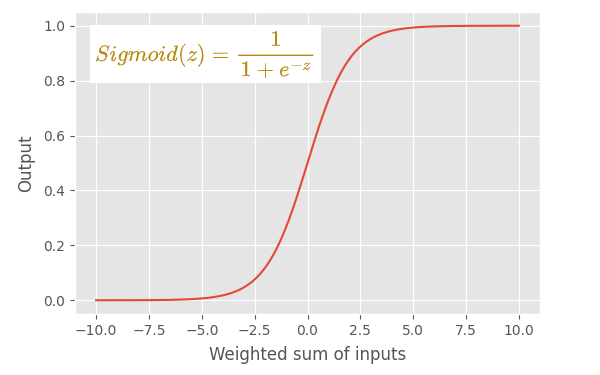 1.0
Sigmoid(z) = 1 / (1 + e^{−z})
0.8
0.6
Output
0.4
0.2
0.0
−10.0 −7.5 −5.0 −2.5 0.0 2.5 5.0 7.5 10.0
Weighted sum of inputs